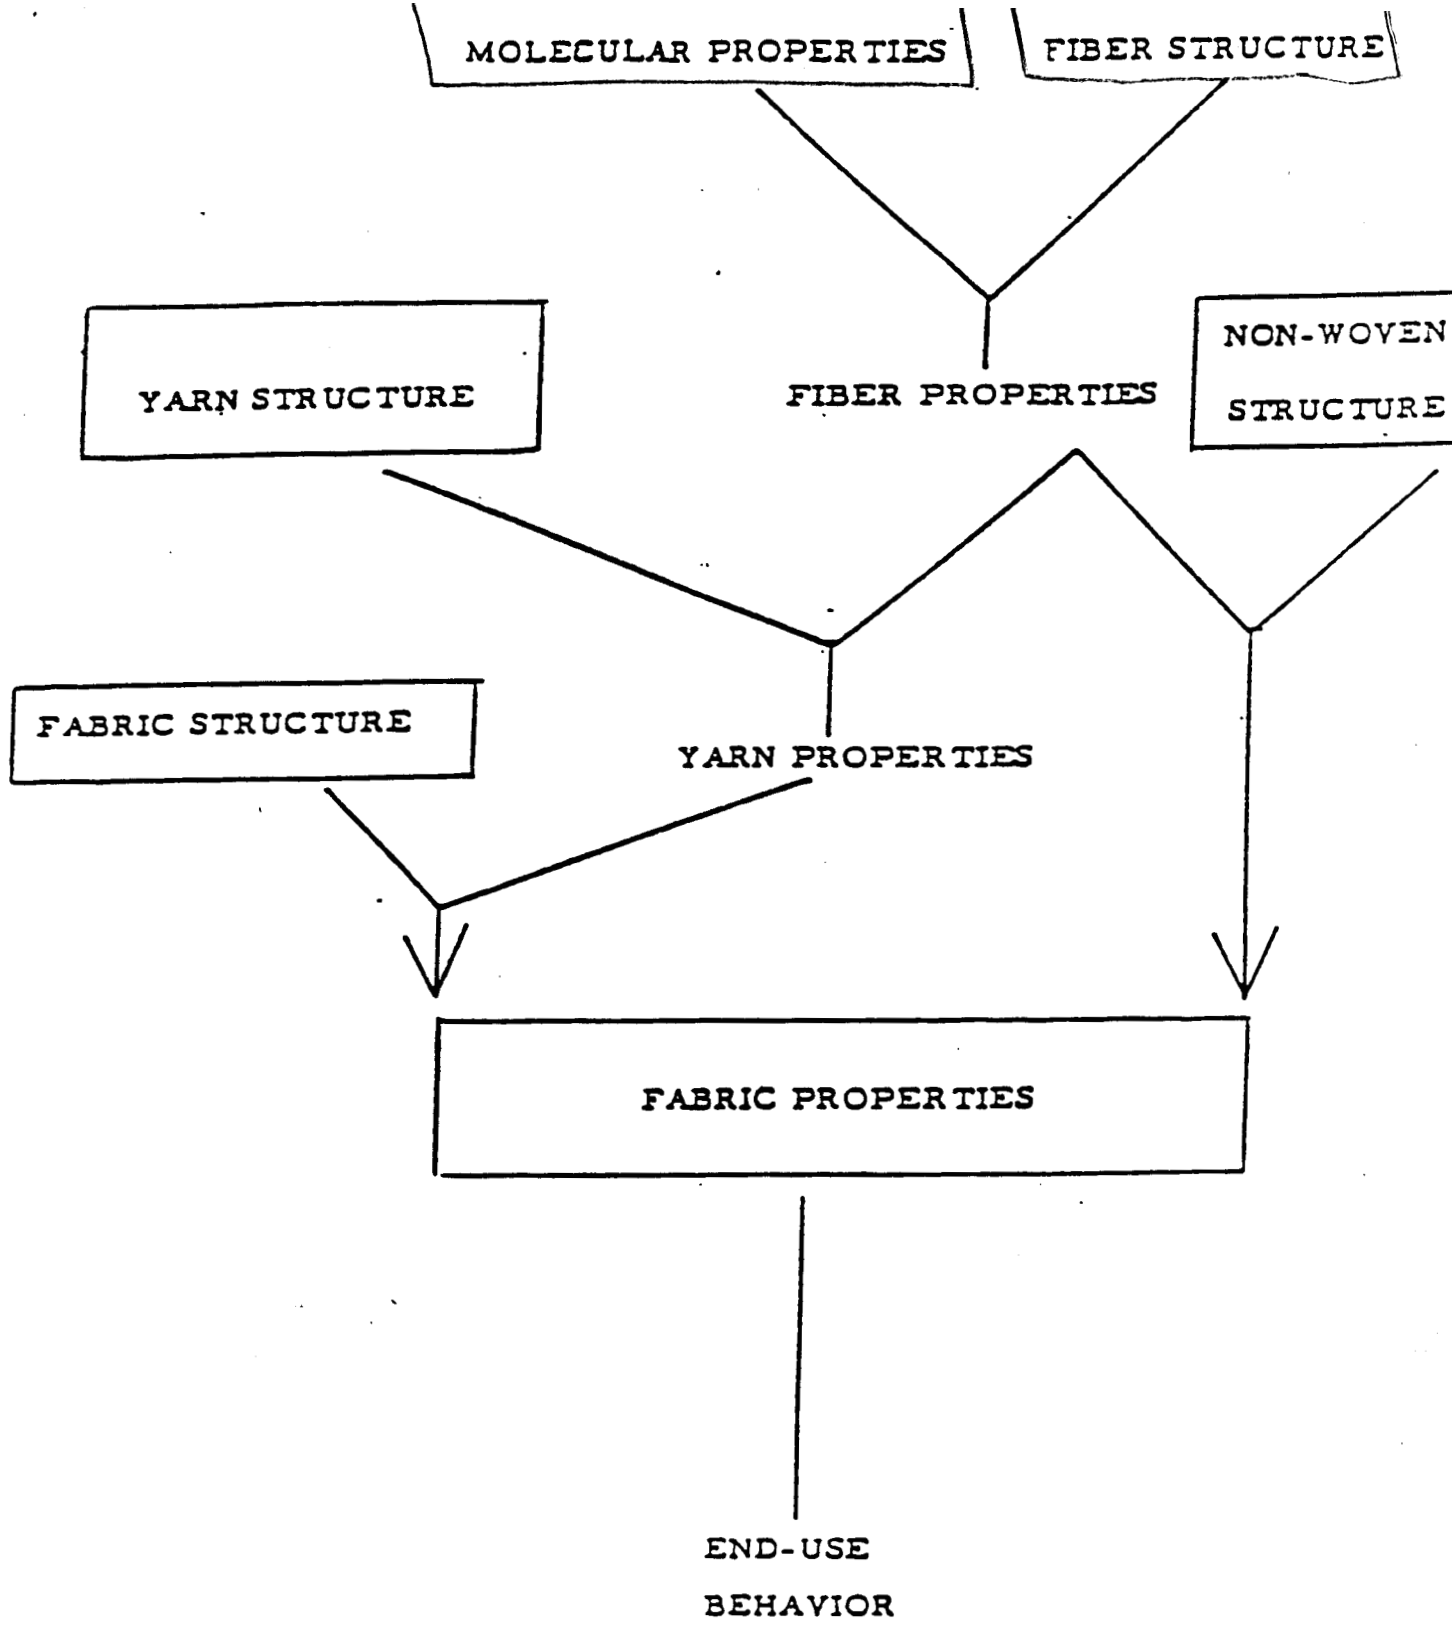 MOLECULAR PROPERTIES
FIBER STRUCTURE
YARN STRUCTURE
FIBER PROPERTIES
NON-WOVEN
STRUCTURE
FABRIC STRUCTURE
YARN PROPERTIES
FABRIC PROPERTIES
END-USE
BEHAVIOR